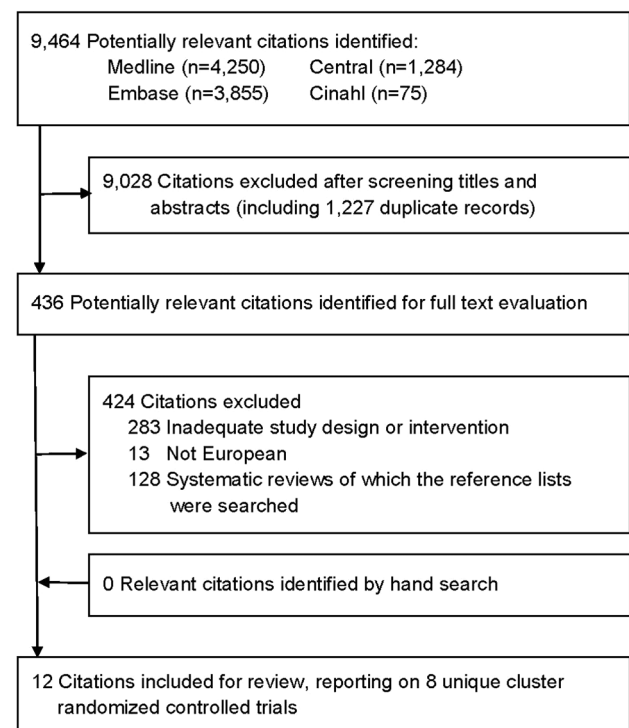 9,464 Potentially relevant citations identified:
Medline (n=4,250) Central (n=1,284)
Embase (n=3,855) Cinahl (n=75)
9,028 Citations excluded after screening titles and
abstracts (including 1,227 duplicate records)
436 Potentially relevant citations identified for full text evaluation
424 Citations excluded
283 Inadequate study design or intervention
13 Not European
128 Systematic reviews of which the reference lists
were searched
0 Relevant citations identified by hand search
12 Citations included for review, reporting on 8 unique cluster
randomized controlled trials